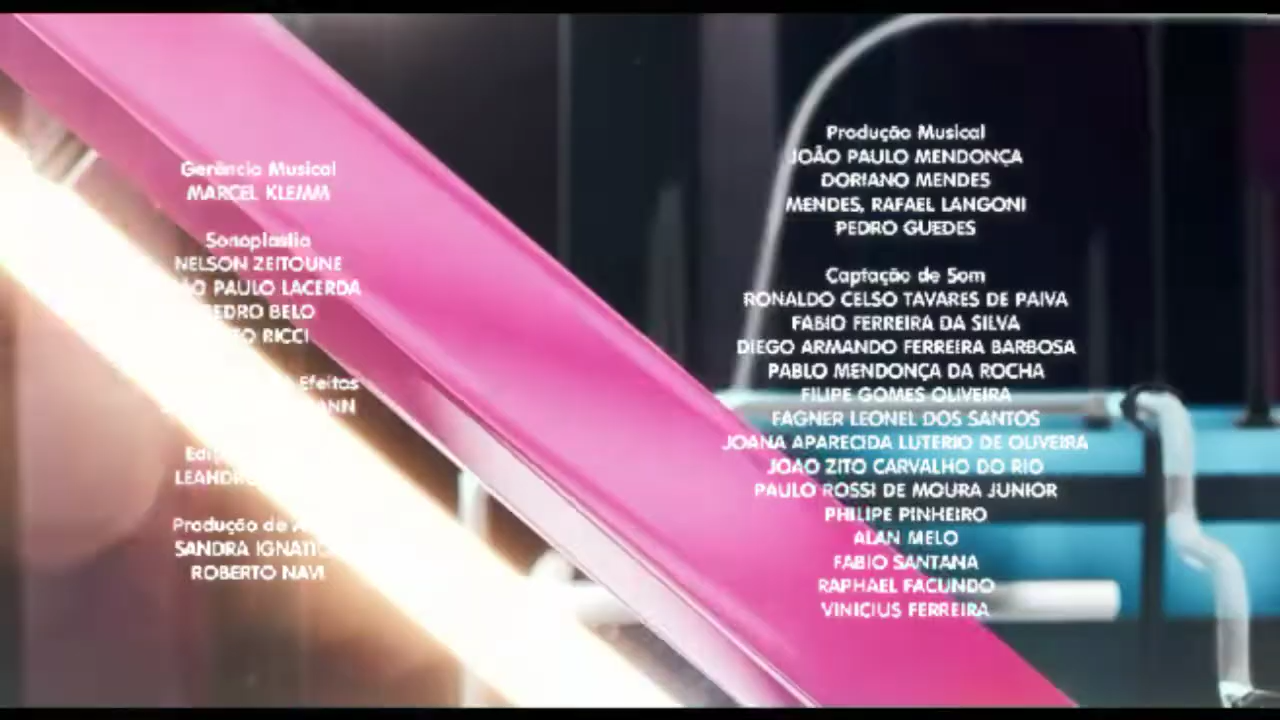 Gerência Musical
MARCEL KLEMM
Sonoplastia
NELSON ZEITOUNE
PAULO LACERDA
BELO
RICCI
Efeitos
Produção de
SANDRA
ROBERTO NAVI
Produção Musical
JOÃO PAULO MENDONÇA
DORIANO MENDES
MENDES, RAFAEL LANGONI
PEDRO GUEDES
Captação de Som
RONALDO CELSO TAVARES DE PAIVA
FABIO FERREIRA DA SILVA
DIEGO ARMANDO FERREIRA BARBOSA
PABLO MENDONÇA DA ROCHA
FILIPE GOMES OLIVEIRA
FAGNER LEONEL DOS SANTOS
JOANA APARECIDA LUTERIO DE OLIVEIRA
JOAO ZITO CARVALHO DO RIO
PAULO ROSSI DE MOURA JUNIOR
PHILIPE PINHEIRO
ALAN MELO
FABIO SANTANA
RAPHAEL FACUNDO
VINICIUS FERREIRA